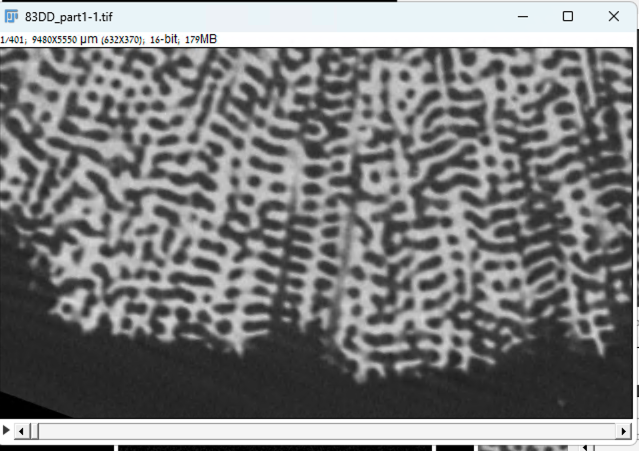 83DD_part1-1.tif
1/401; 9480X5550 µm (632X370); 16-bit; 179MB